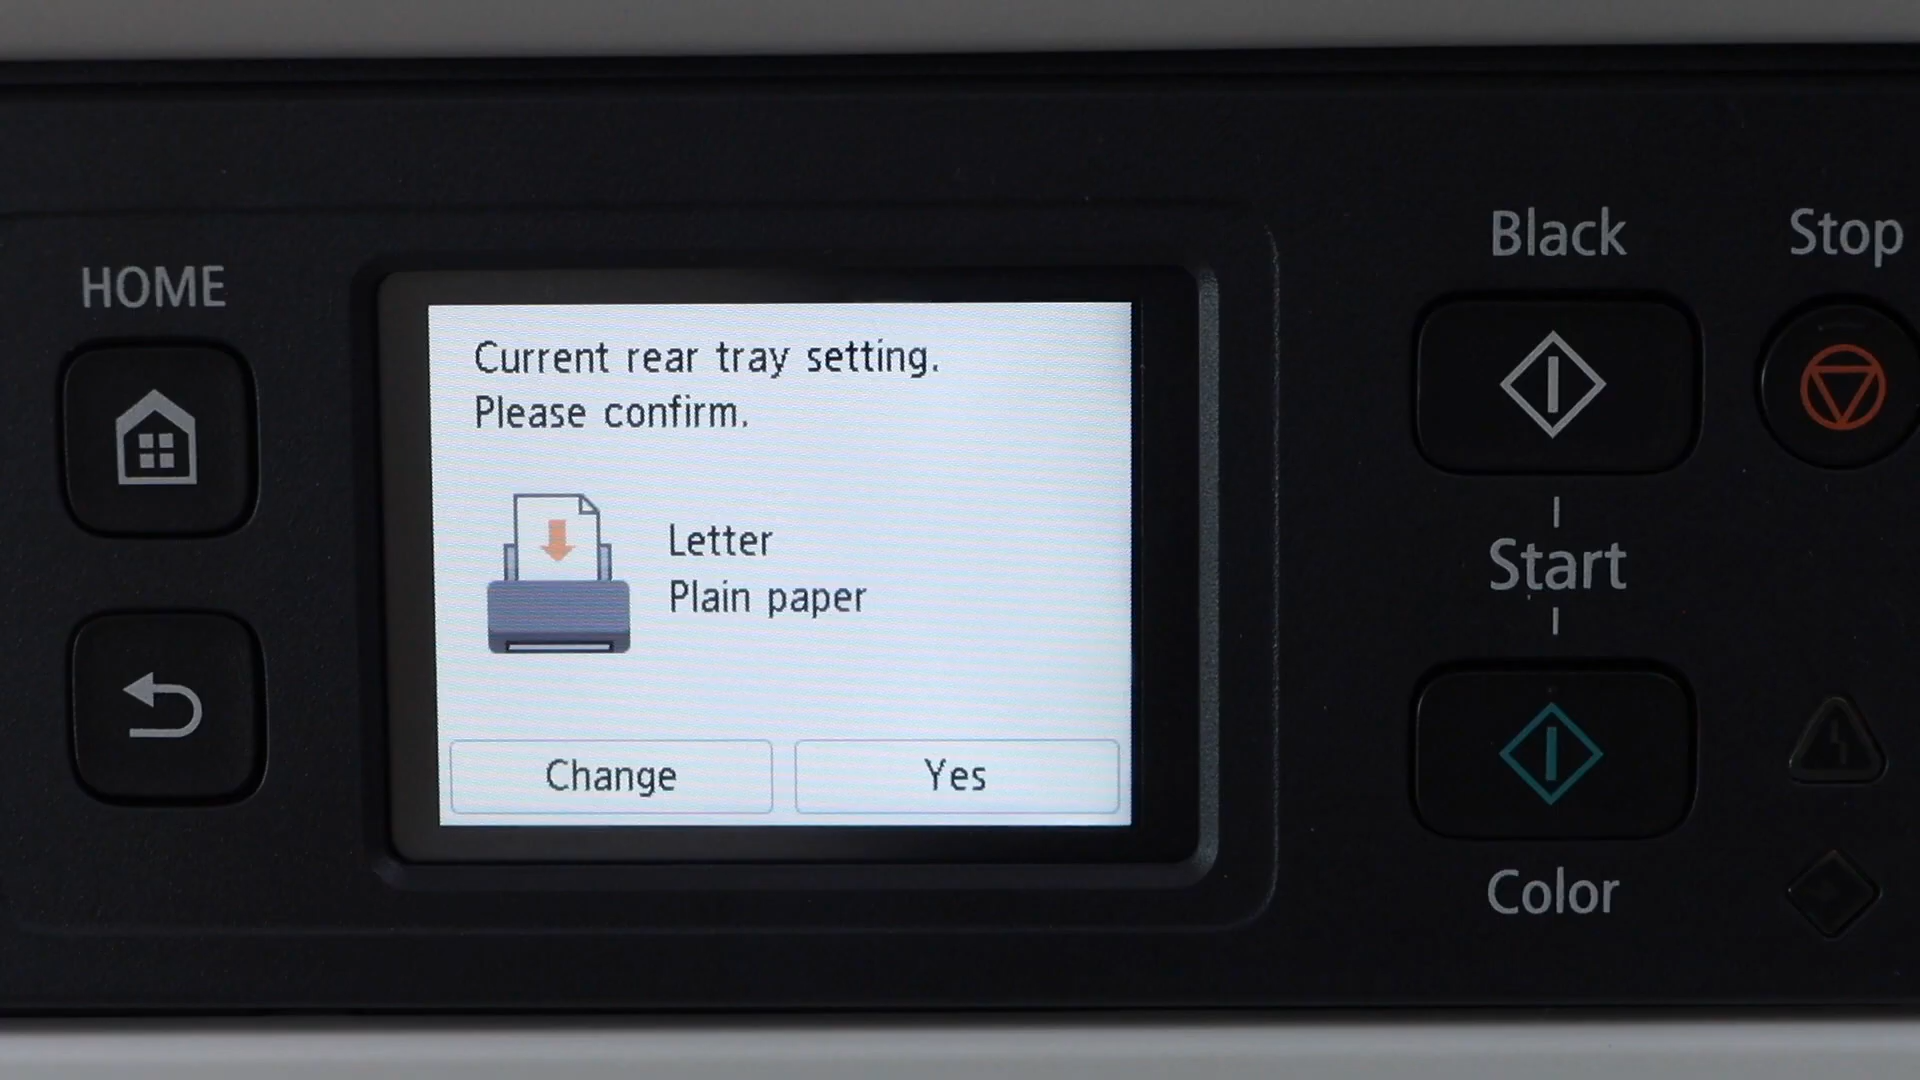 HOME
Current rear tray setting.
Please confirm.
Letter
Plain paper
Change
Yes
Black
Stop
Start
Color